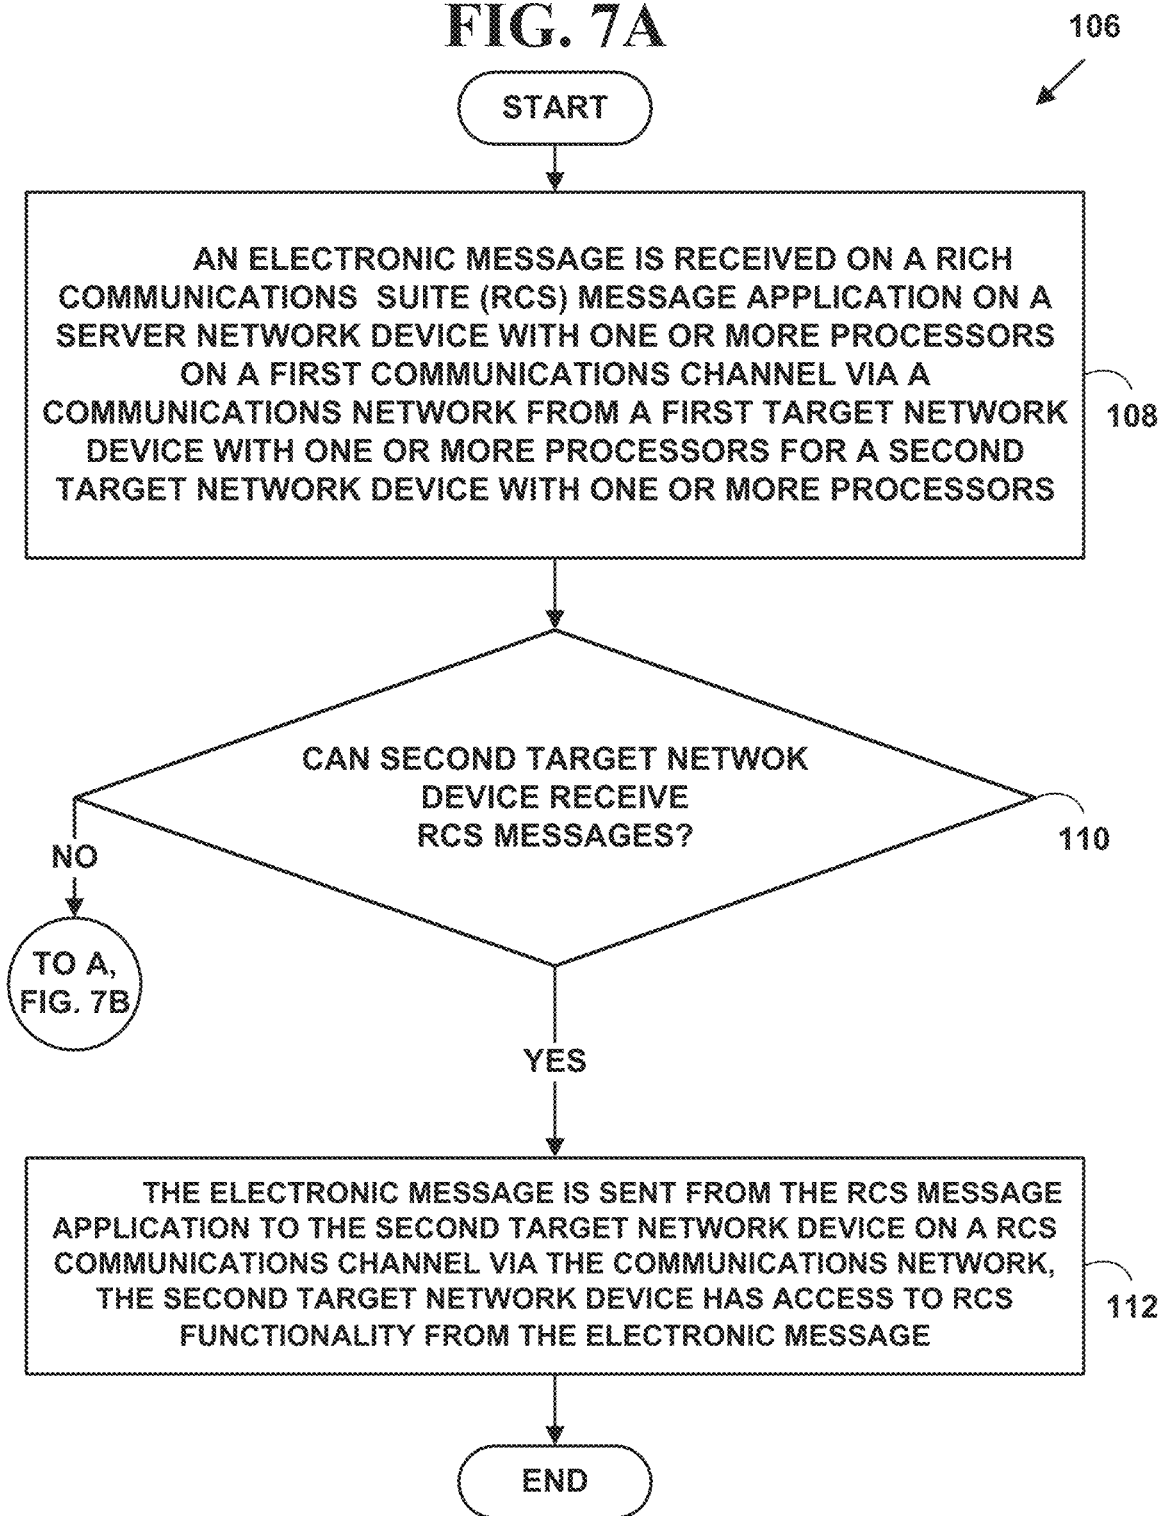 FIG. 7A
106
START
AN ELECTRONIC MESSAGE IS RECEIVED ON A RICH
COMMUNICATIONS SUITE (RCS) MESSAGE APPLICATION ON A
SERVER NETWORK DEVICE WITH ONE OR MORE PROCESSORS
ON A FIRST COMMUNICATIONS CHANNEL VIA A
COMMUNICATIONS NETWORK FROM A FIRST TARGET NETWORK
DEVICE WITH ONE OR MORE PROCESSORS FOR A SECOND
TARGET NETWORK DEVICE WITH ONE OR MORE PROCESSORS
108
CAN SECOND TARGET NETWOK
DEVICE RECEIVE
RCS MESSAGES?
110
NO
TO A,
FIG. 7B
YES
THE ELECTRONIC MESSAGE IS SENT FROM THE RCS MESSAGE
APPLICATION TO THE SECOND TARGET NETWORK DEVICE ON A RCS
COMMUNICATIONS CHANNEL VIA THE COMMUNICATIONS NETWORK,
THE SECOND TARGET NETWORK DEVICE HAS ACCESS TO RCS
FUNCTIONALITY FROM THE ELECTRONIC MESSAGE
112
END